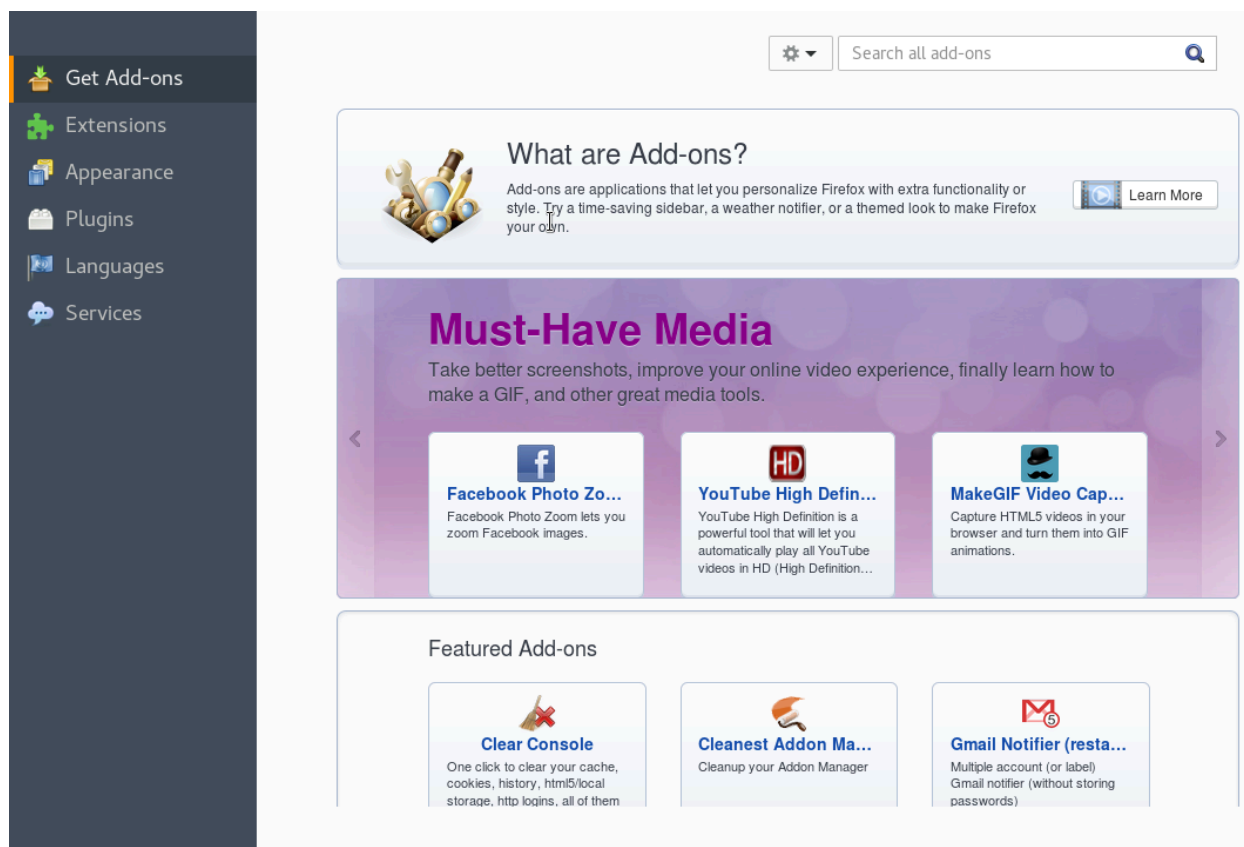 Get Add-ons
Extensions
Appearance
Plugins
Languages
Services
Search all add-ons
What are Add-ons?
Add-ons are applications that let you personalize Firefox with extra functionality or
style. Try a time-saving sidebar, a weather notifier, or a themed look to make Firefox
your own.
Learn More
Must-Have Media
Take better screenshots, improve your online video experience, finally learn how to
make a GIF, and other great media tools.
f
Facebook Photo Zo...
Facebook Photo Zoom lets you
zoom Facebook images.
HD
YouTube High Defin...
YouTube High Definition is a
powerful tool that will let you
automatically play all YouTube
videos in HD (High Definition...
MakeGIF Video Cap...
Capture HTML5 videos in your
browser and turn them into GIF
animations.
Featured Add-ons
Clear Console
One click to clear your cache,
cookies, history, html5/local
storage, http logins, all of them
Cleanest Addon Ma...
Cleanup your Addon Manager
5
Gmail Notifier (resta...
Multiple account (or label)
Gmail notifier (without storing
passwords)